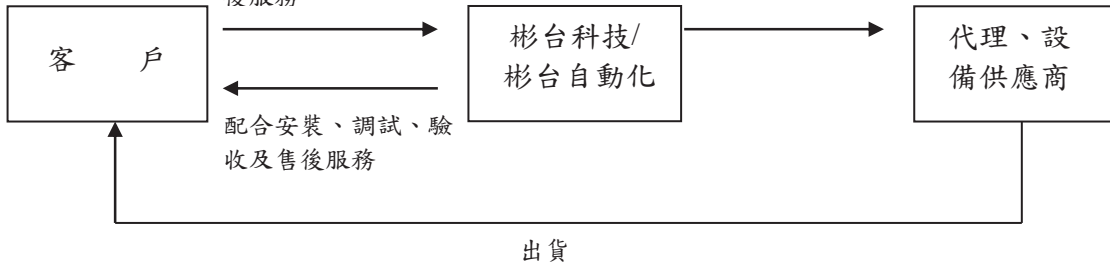 後服務
客 戶
彬台科技/
彬台自動化
代理、設
備供應商
配合安裝、調試、驗
收及售後服務
出貨